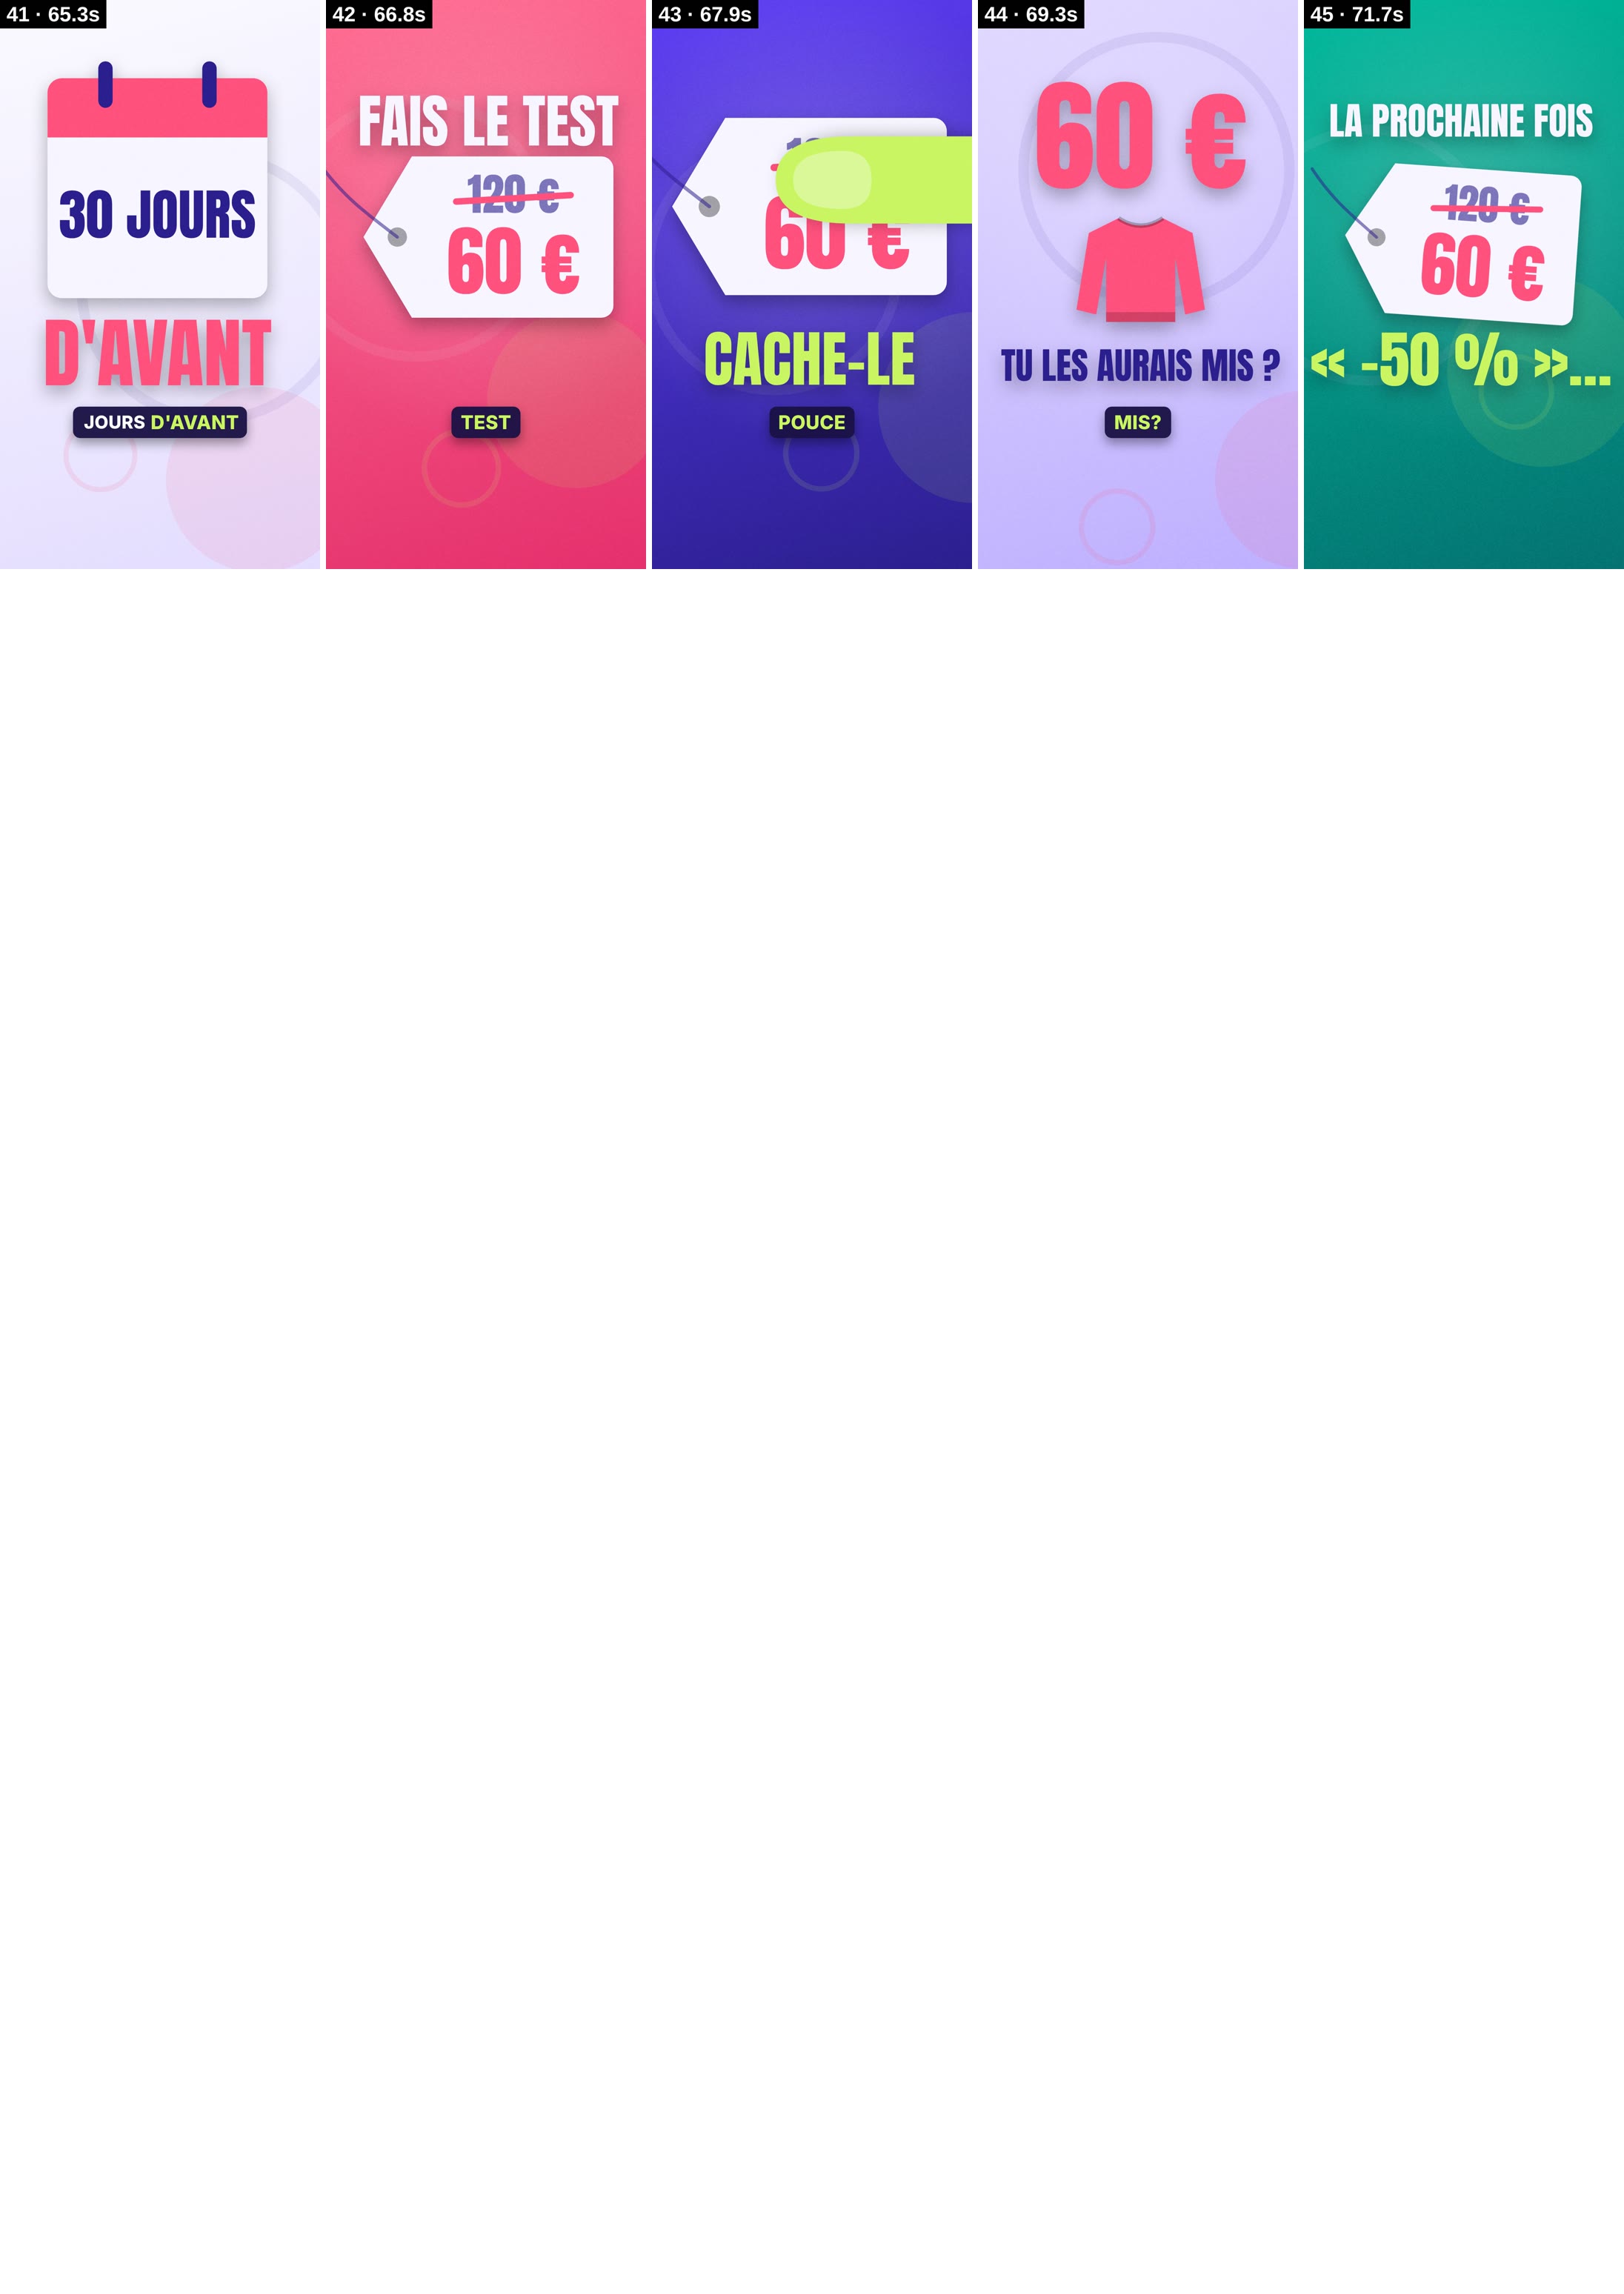 41 · 65.3s
30 JOURS
D'AVANT
JOURS D'AVANT
42 · 66.8s
FAIS LE TEST
120 €
60 €
TEST
43 · 67.9s
60 €
CACHE-LE
POUCE
44 · 69.3s
60 €
TU LES AURAIS MIS ?
MIS?
45 · 71.7s
LA PROCHAINE FOIS
120 €
60 €
« -50 % »...